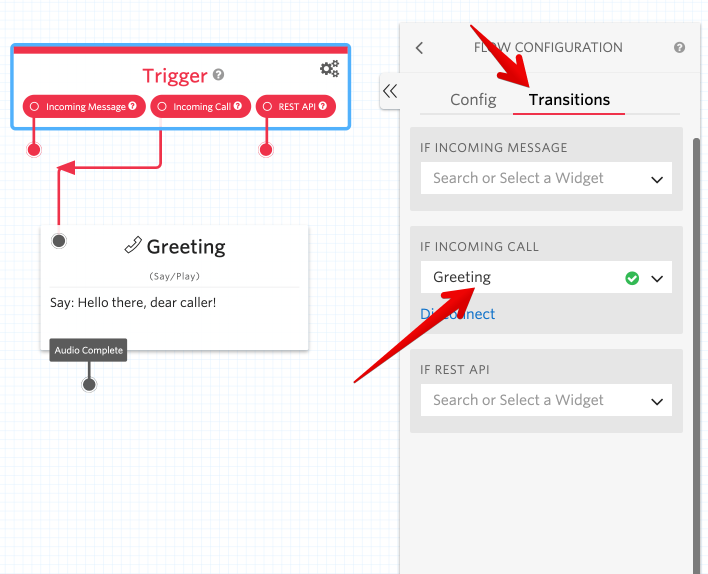 Trigger ?
Incoming Message ?
Incoming Call ?
REST API ?
Greeting
(Say/Play)
Say: Hello there, dear caller!
Audio Complete
FLOW CONFIGURATION ?
Config
Transitions
IF INCOMING MESSAGE
Search or Select a Widget
IF INCOMING CALL
Greeting
Disconnect
IF REST API
Search or Select a Widget